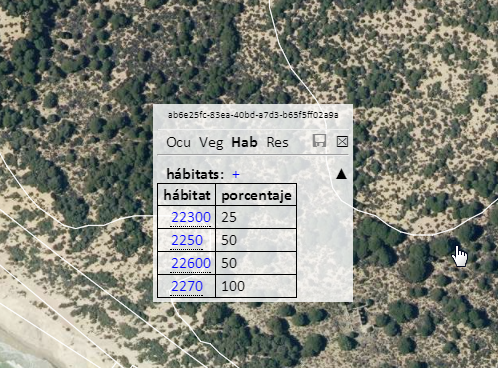 ab6e25fc-83ea-40bd-a7d3-b65f5ff02a9a
Ocu Veg Hab Res
hábitats: +
hábitat porcentaje
22300 25
2250 50
22600 50
2270 100